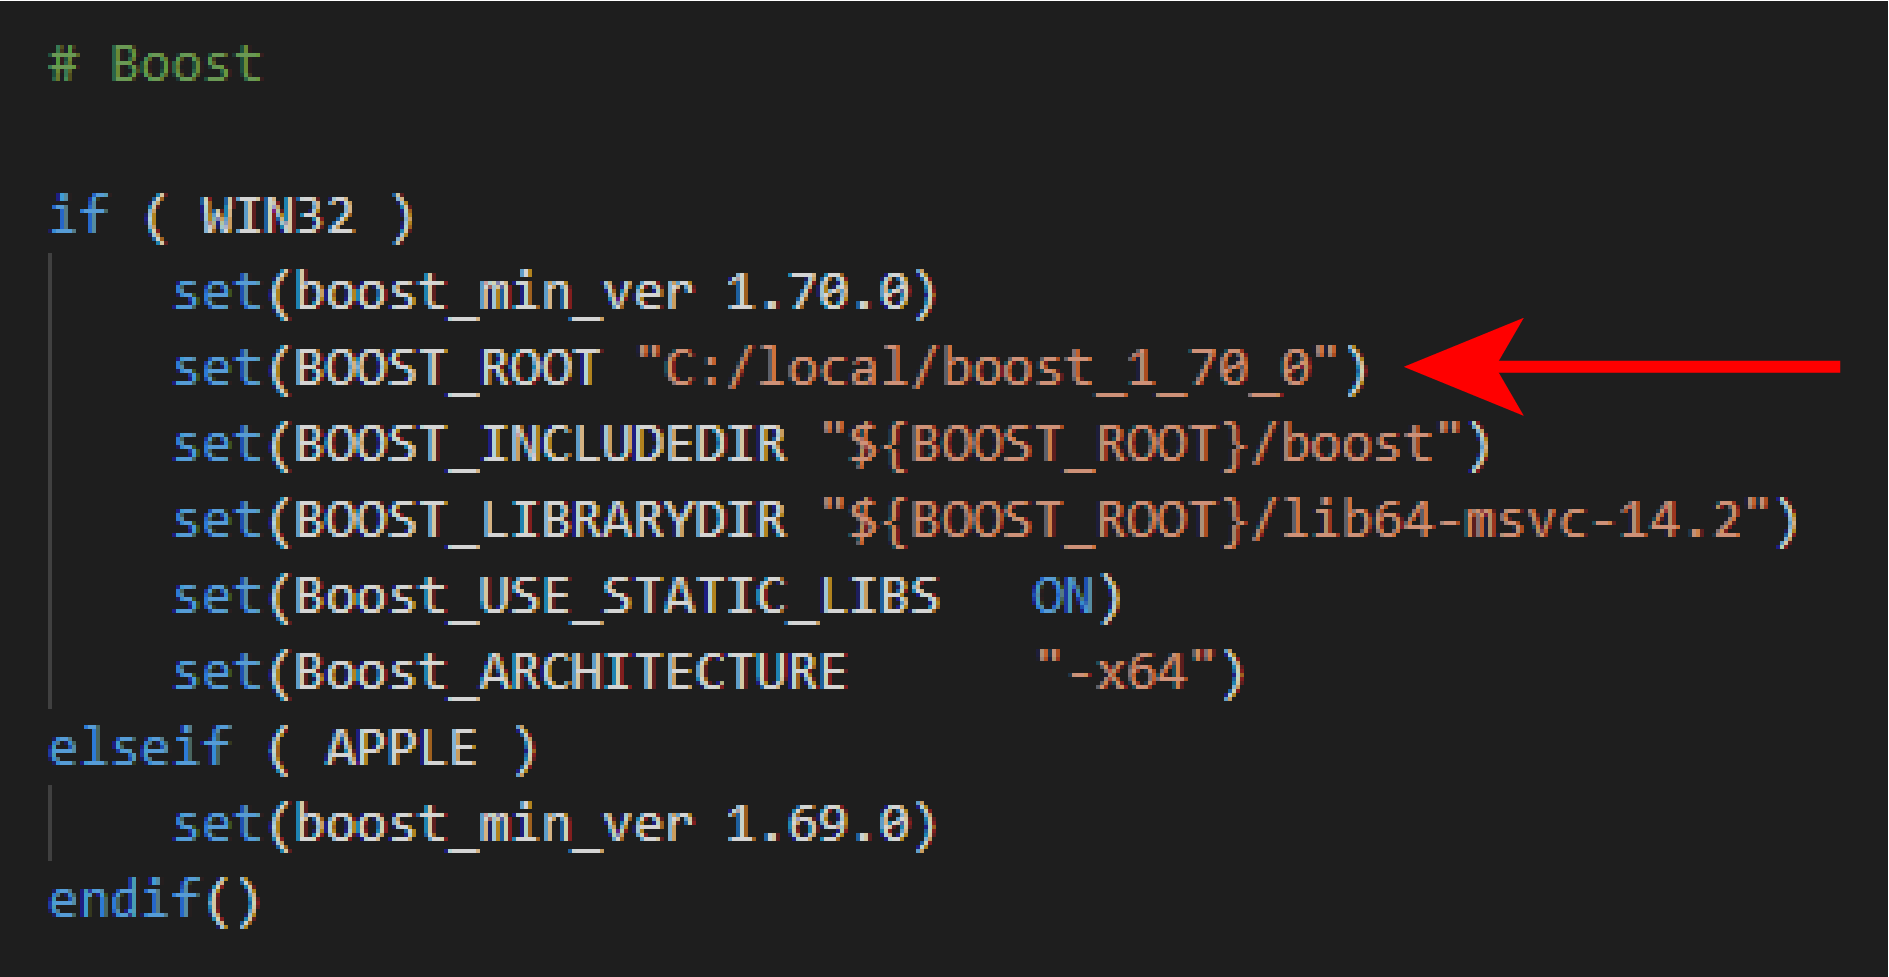 # Boost
if ( WIN32 )
set(boost_min_ver 1.70.0)
set(BOOST_ROOT "C:/local/boost_1_70_0")
set(BOOST_INCLUDEDIR "${BOOST_ROOT}/boost")
set(BOOST_LIBRARYDIR "${BOOST_ROOT}/lib64-msvc-14.2")
set(Boost_USE_STATIC_LIBS   ON)
set(Boost_ARCHITECTURE      "-x64")
elseif ( APPLE )
set(boost_min_ver 1.69.0)
endif()